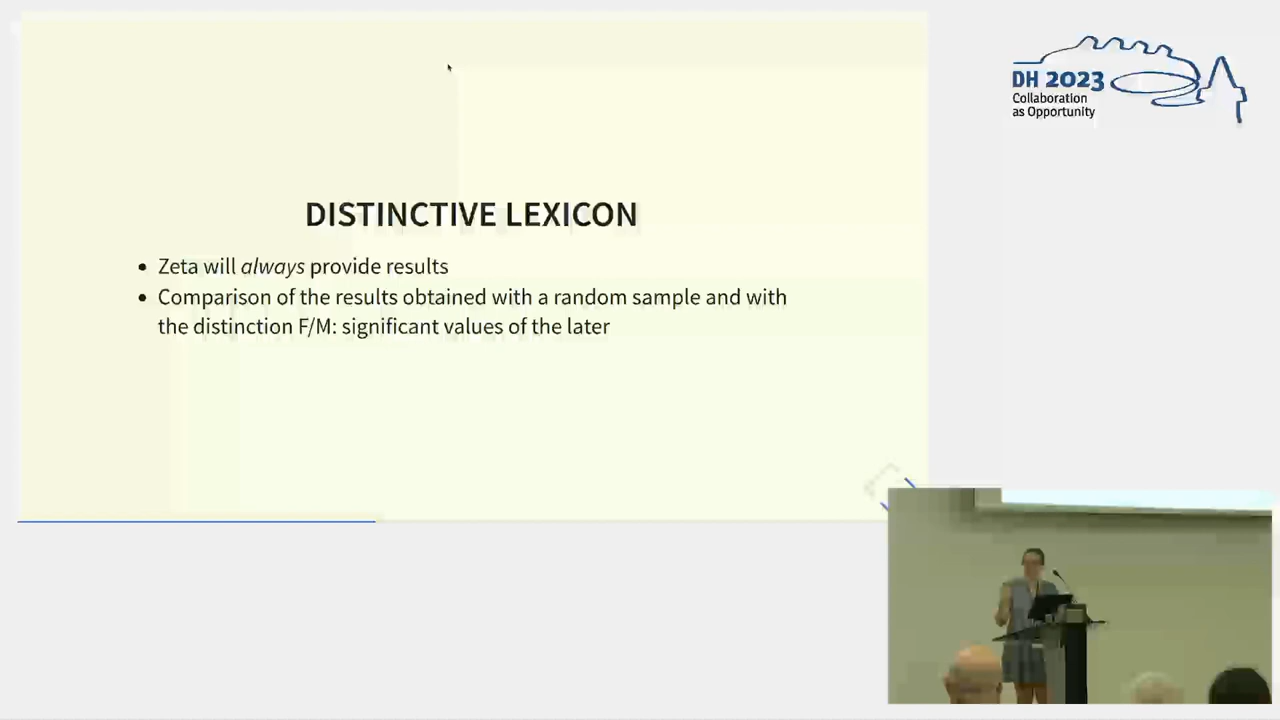 DH 2023
Collaboration
as Opportunity
DISTINCTIVE LEXICON
• Zeta will always provide results
• Comparison of the results obtained with a random sample and with
the distinction F/M: significant values of the later